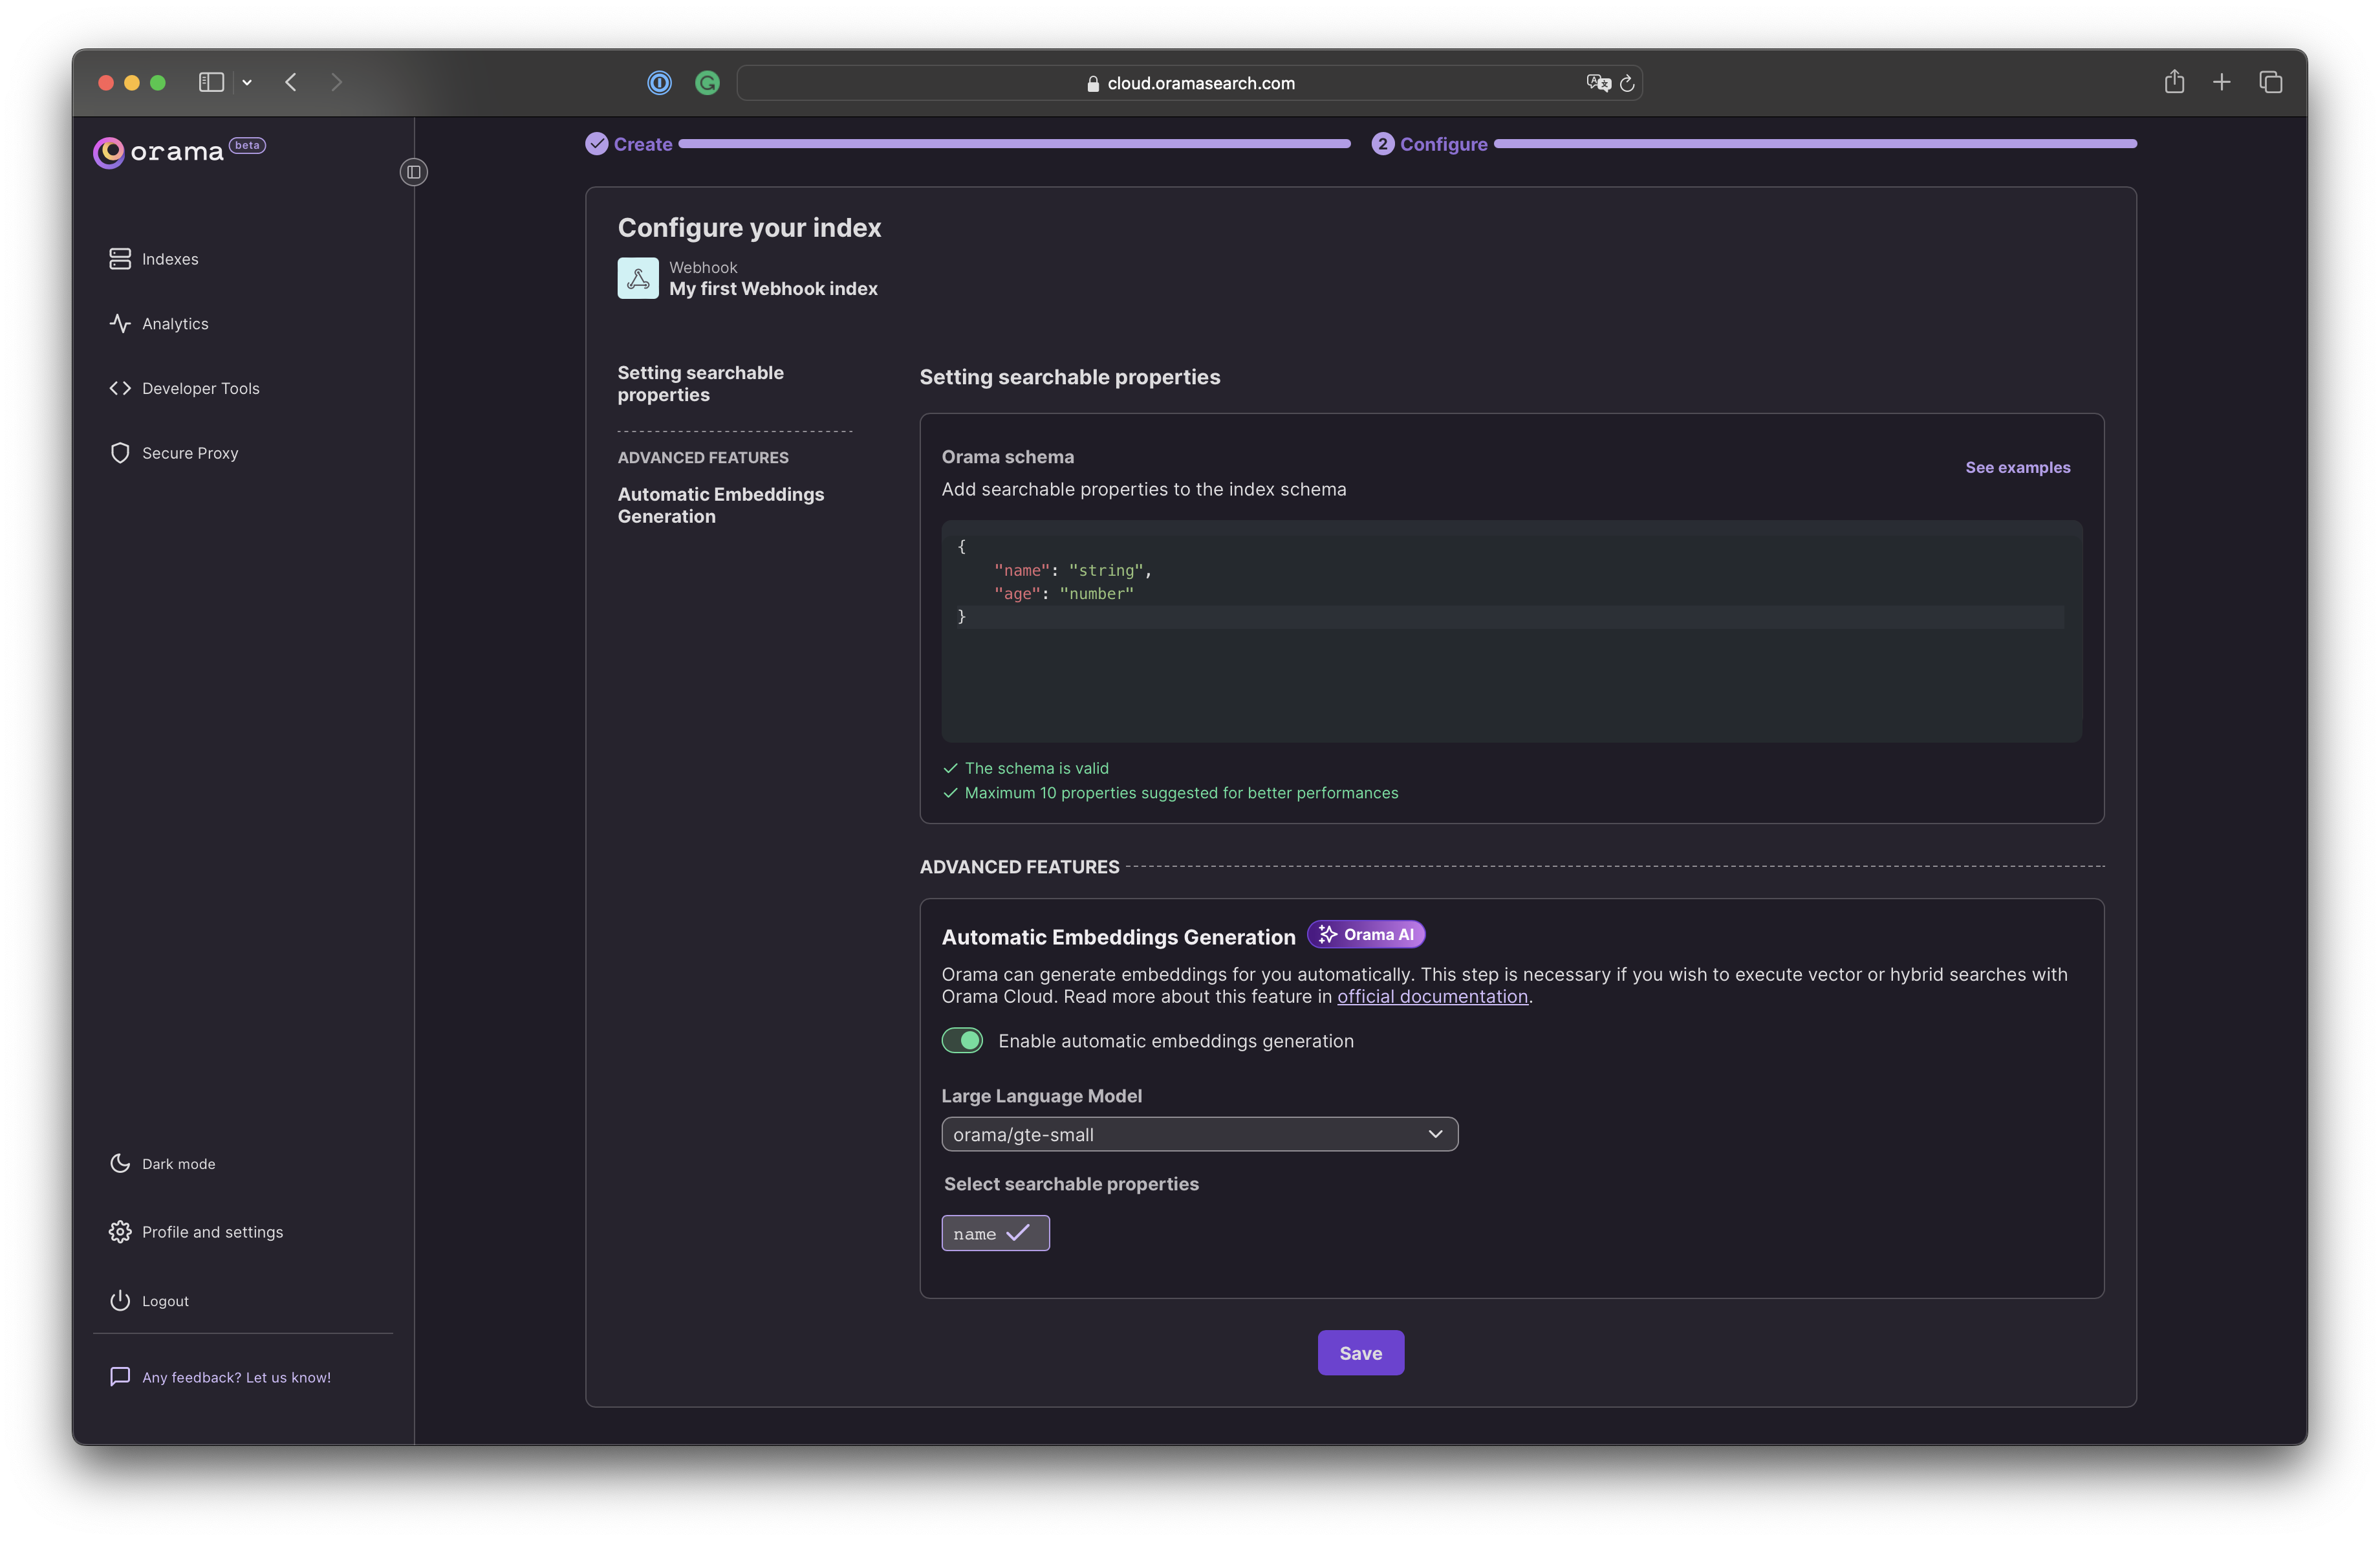 cloud.oramasearch.com
orama beta
Indexes
Analytics
Developer Tools
Secure Proxy
Dark mode
Profile and settings
Logout
Any feedback? Let us know!
Create
2 Configure
Configure your index
Webhook
My first Webhook index
Setting searchable
properties
ADVANCED FEATURES
Automatic Embeddings
Generation
Setting searchable properties
Orama schema
See examples
Add searchable properties to the index schema
{
"name": "string",
"age": "number"
}
The schema is valid
Maximum 10 properties suggested for better performances
ADVANCED FEATURES
Automatic Embeddings Generation Orama AI
Orama can generate embeddings for you automatically. This step is necessary if you wish to execute vector or hybrid searches with
Orama Cloud. Read more about this feature in official documentation.
Enable automatic embeddings generation
Large Language Model
orama/gte-small
Select searchable properties
name
Save